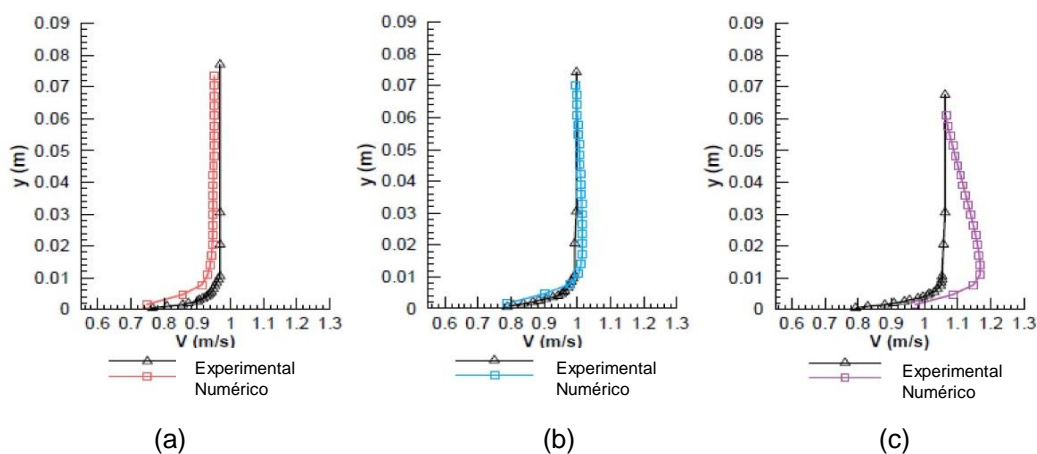 0.09 0.09 0.09
0.08 0.08 0.08
0.07 0.07 0.07
0.06 0.06 0.06
0.05 0.05 0.05
0.04 0.04 0.04
0.03 0.03 0.03
0.02 0.02 0.02
0.01 0.01 0.01
0 0 0
y (m) y (m) y (m)
0.6 0.7 0.8 0.9 1 1.1 1.2 1.3 0.6 0.7 0.8 0.9 1 1.1 1.2 1.3 0.6 0.7 0.8 0.9 1 1.1 1.2 1.3
V (m/s) V (m/s) V (m/s)
Experimental Experimental Experimental
Numérico Numérico Numérico
(a) (b) (c)